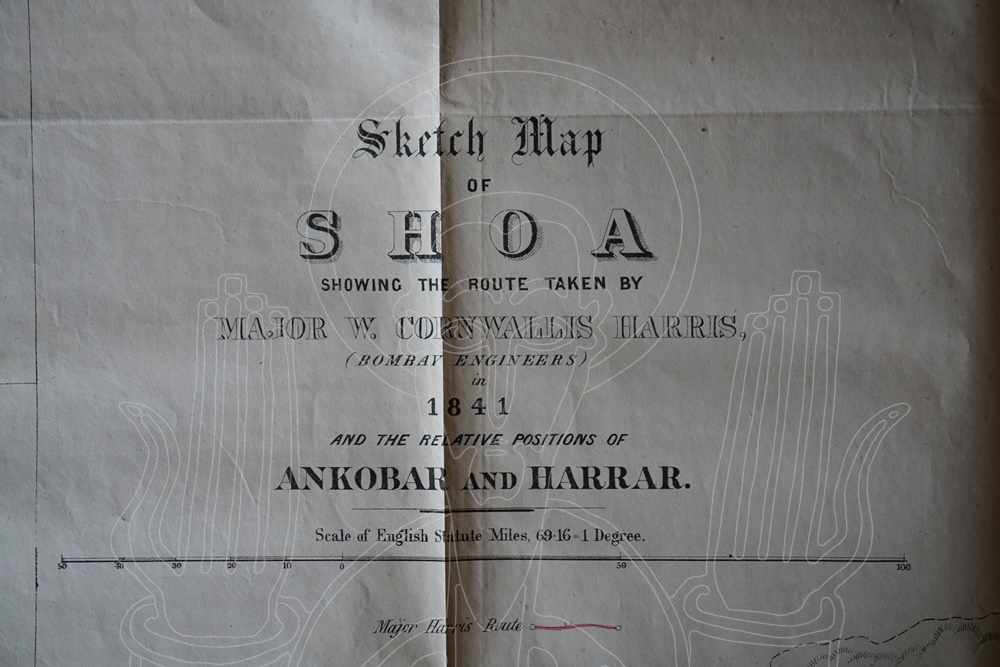 Sketch Map
OF
SHOA
SHOWING THE ROUTE TAKEN BY
MAJOR W. CORNWALLIS HARRIS,
(BOMBAY ENGINEERS)
in
1841
AND THE RELATIVE POSITIONS OF
ANKOBAR AND HARRAR.
Scale of English Statute Miles, 69·16=1 Degree.
50 40 30 20 10 0 50 100
Major Harris Route